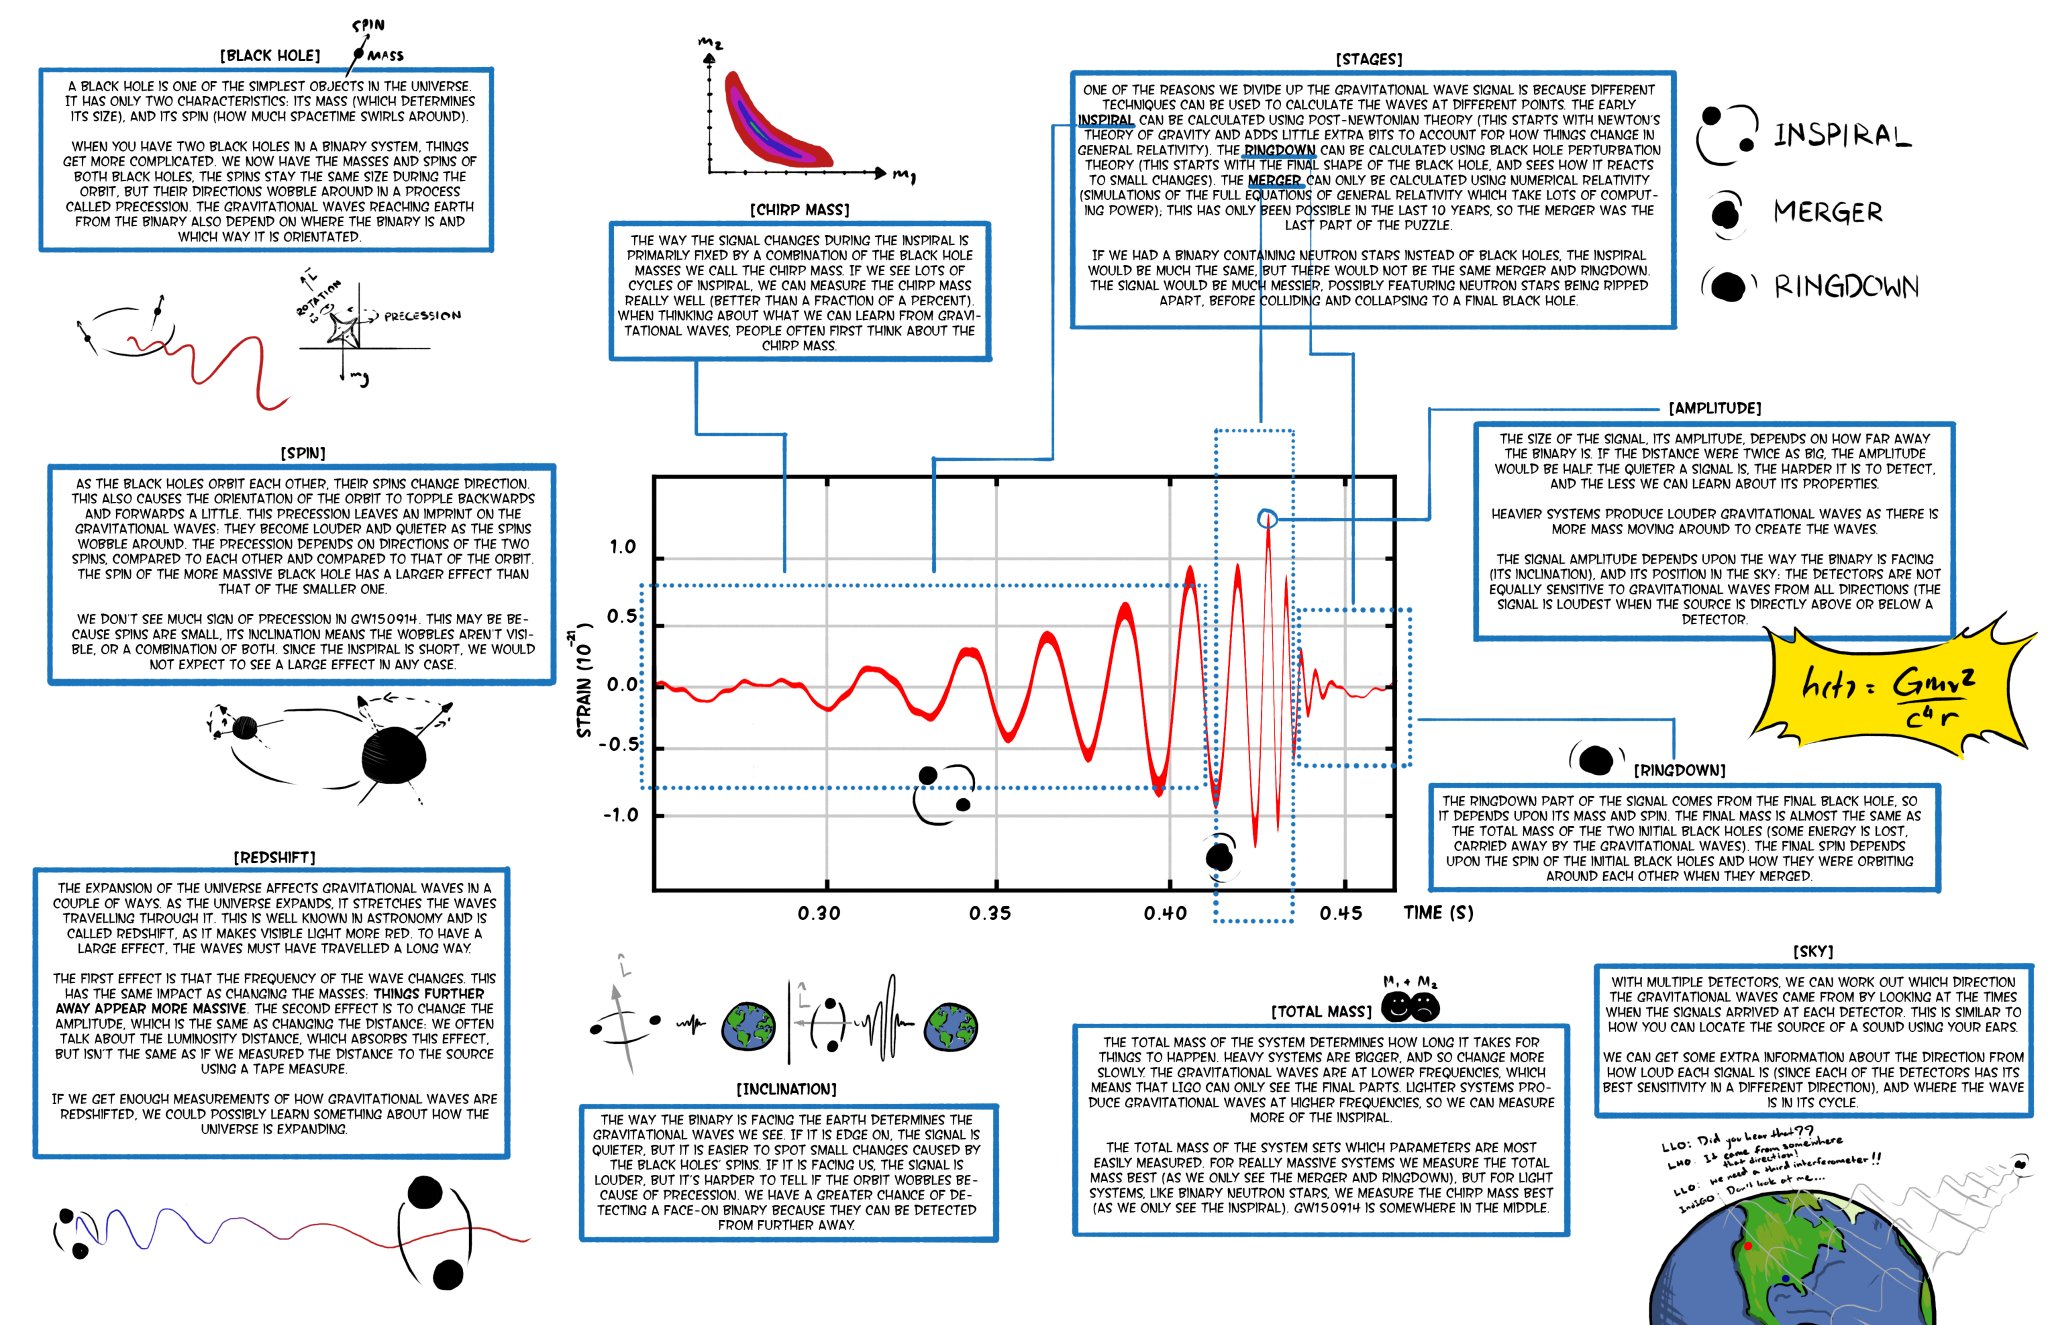 SPIN
MASS
[BLACK HOLE]
A BLACK HOLE IS ONE OF THE SIMPLEST OBJECTS IN THE UNIVERSE.
IT HAS ONLY TWO CHARACTERISTICS: ITS MASS (WHICH DETERMINES
ITS SIZE), AND ITS SPIN (HOW MUCH SPACETIME SWIRLS AROUND).
WHEN YOU HAVE TWO BLACK HOLES IN A BINARY SYSTEM, THINGS
GET MORE COMPLICATED. WE NOW HAVE THE MASSES AND SPINS OF
BOTH BLACK HOLES, THE SPINS STAY THE SAME SIZE DURING THE
ORBIT, BUT THEIR DIRECTIONS WOBBLE AROUND IN A PROCESS
CALLED PRECESSION. THE GRAVITATIONAL WAVES REACHING EARTH
FROM THE BINARY ALSO DEPEND ON WHERE THE BINARY IS AND
WHICH WAY IT IS ORIENTATED.
L
ROTATION
PRECESSION
mg
[SPIN]
AS THE BLACK HOLES ORBIT EACH OTHER, THEIR SPINS CHANGE DIRECTION.
THIS ALSO CAUSES THE ORIENTATION OF THE ORBIT TO TOPPLE BACKWARDS
AND FORWARDS A LITTLE. THIS PRECESSION LEAVES AN IMPRINT ON THE
GRAVITATIONAL WAVES: THEY BECOME LOUDER AND QUIETER AS THE SPINS
WOBBLE AROUND. THE PRECESSION DEPENDS ON DIRECTIONS OF THE TWO
SPINS, COMPARED TO EACH OTHER AND COMPARED TO THAT OF THE ORBIT.
THE SPIN OF THE MORE MASSIVE BLACK HOLE HAS A LARGER EFFECT THAN
THAT OF THE SMALLER ONE.
WE DON'T SEE MUCH SIGN OF PRECESSION IN GW150914. THIS MAY BE BE-
CAUSE SPINS ARE SMALL, ITS INCLINATION MEANS THE WOBBLES AREN'T VISI-
BLE, OR A COMBINATION OF BOTH. SINCE THE INSPIRAL IS SHORT, WE WOULD
NOT EXPECT TO SEE A LARGE EFFECT IN ANY CASE.
[REDSHIFT]
THE EXPANSION OF THE UNIVERSE AFFECTS GRAVITATIONAL WAVES IN A
COUPLE OF WAYS. AS THE UNIVERSE EXPANDS, IT STRETCHES THE WAVES
TRAVELLING THROUGH IT. THIS IS WELL KNOWN IN ASTRONOMY AND IS
CALLED REDSHIFT, AS IT MAKES VISIBLE LIGHT MORE RED. TO HAVE A
LARGE EFFECT, THE WAVES MUST HAVE TRAVELLED A LONG WAY.
THE FIRST EFFECT IS THAT THE FREQUENCY OF THE WAVE CHANGES. THIS
HAS THE SAME IMPACT AS CHANGING THE MASSES: THINGS FURTHER
AWAY APPEAR MORE MASSIVE. THE SECOND EFFECT IS TO CHANGE THE
AMPLITUDE, WHICH IS THE SAME AS CHANGING THE DISTANCE: WE OFTEN
TALK ABOUT THE LUMINOSITY DISTANCE, WHICH ABSORBS THIS EFFECT,
BUT ISN'T THE SAME AS IF WE MEASURED THE DISTANCE TO THE SOURCE
USING A TAPE MEASURE.
IF WE GET ENOUGH MEASUREMENTS OF HOW GRAVITATIONAL WAVES ARE
REDSHIFTED, WE COULD POSSIBLY LEARN SOMETHING ABOUT HOW THE
UNIVERSE IS EXPANDING.
m2
m1
[CHIRP MASS]
THE WAY THE SIGNAL CHANGES DURING THE INSPIRAL IS
PRIMARILY FIXED BY A COMBINATION OF THE BLACK HOLE
MASSES WE CALL THE CHIRP MASS. IF WE SEE LOTS OF
CYCLES OF INSPIRAL, WE CAN MEASURE THE CHIRP MASS
REALLY WELL (BETTER THAN A FRACTION OF A PERCENT).
WHEN THINKING ABOUT WHAT WE CAN LEARN FROM GRAVI-
TATIONAL WAVES, PEOPLE OFTEN FIRST THINK ABOUT THE
CHIRP MASS.
[STAGES]
ONE OF THE REASONS WE DIVIDE UP THE GRAVITATIONAL WAVE SIGNAL IS BECAUSE DIFFERENT
TECHNIQUES CAN BE USED TO CALCULATE THE WAVES AT DIFFERENT POINTS. THE EARLY
INSPIRAL CAN BE CALCULATED USING POST-NEWTONIAN THEORY (THIS STARTS WITH NEWTON'S
THEORY OF GRAVITY AND ADDS LITTLE EXTRA BITS TO ACCOUNT FOR HOW THINGS CHANGE IN
GENERAL RELATIVITY). THE RINGDOWN CAN BE CALCULATED USING BLACK HOLE PERTURBATION
THEORY (THIS STARTS WITH THE FINAL SHAPE OF THE BLACK HOLE, AND SEES HOW IT REACTS
TO SMALL CHANGES). THE MERGER CAN ONLY BE CALCULATED USING NUMERICAL RELATIVITY
(SIMULATIONS OF THE FULL EQUATIONS OF GENERAL RELATIVITY WHICH TAKE LOTS OF COMPUT-
ING POWER); THIS HAS ONLY BEEN POSSIBLE IN THE LAST 10 YEARS, SO THE MERGER WAS THE
LAST PART OF THE PUZZLE.
IF WE HAD A BINARY CONTAINING NEUTRON STARS INSTEAD OF BLACK HOLES, THE INSPIRAL
WOULD BE MUCH THE SAME, BUT THERE WOULD NOT BE THE SAME MERGER AND RINGDOWN.
THE SIGNAL WOULD BE MUCH MESSIER, POSSIBLY FEATURING NEUTRON STARS BEING RIPPED
APART, BEFORE COLLIDING AND COLLAPSING TO A FINAL BLACK HOLE.
INSPIRAL
MERGER
RINGDOWN
[AMPLITUDE]
THE SIZE OF THE SIGNAL, ITS AMPLITUDE, DEPENDS ON HOW FAR AWAY
THE BINARY IS. IF THE DISTANCE WERE TWICE AS BIG, THE AMPLITUDE
WOULD BE HALF. THE QUIETER A SIGNAL IS, THE HARDER IT IS TO DETECT,
AND THE LESS WE CAN LEARN ABOUT ITS PROPERTIES.
HEAVIER SYSTEMS PRODUCE LOUDER GRAVITATIONAL WAVES AS THERE IS
MORE MASS MOVING AROUND TO CREATE THE WAVES.
THE SIGNAL AMPLITUDE DEPENDS UPON THE WAY THE BINARY IS FACING
(ITS INCLINATION), AND ITS POSITION IN THE SKY: THE DETECTORS ARE NOT
EQUALLY SENSITIVE TO GRAVITATIONAL WAVES FROM ALL DIRECTIONS (THE
SIGNAL IS LOUDEST WHEN THE SOURCE IS DIRECTLY ABOVE OR BELOW A
DETECTOR.
h(t) = Gmv² / c⁴r
STRAIN (10⁻²¹)
1.0
0.5
0.0
-0.5
-1.0
0.30
0.35
0.40
0.45
TIME (S)
[RINGDOWN]
THE RINGDOWN PART OF THE SIGNAL COMES FROM THE FINAL BLACK HOLE, SO
IT DEPENDS UPON ITS MASS AND SPIN. THE FINAL MASS IS ALMOST THE SAME AS
THE TOTAL MASS OF THE TWO INITIAL BLACK HOLES (SOME ENERGY IS LOST,
CARRIED AWAY BY THE GRAVITATIONAL WAVES). THE FINAL SPIN DEPENDS
UPON THE SPIN OF THE INITIAL BLACK HOLES AND HOW THEY WERE ORBITING
AROUND EACH OTHER WHEN THEY MERGED.
L̂
L̂
[INCLINATION]
THE WAY THE BINARY IS FACING THE EARTH DETERMINES THE
GRAVITATIONAL WAVES WE SEE. IF IT IS EDGE ON, THE SIGNAL IS
QUIETER, BUT IT IS EASIER TO SPOT SMALL CHANGES CAUSED BY
THE BLACK HOLES' SPINS. IF IT IS FACING US, THE SIGNAL IS
LOUDER, BUT IT'S HARDER TO TELL IF THE ORBIT WOBBLES BE-
CAUSE OF PRECESSION. WE HAVE A GREATER CHANCE OF DE-
TECTING A FACE-ON BINARY BECAUSE THEY CAN BE DETECTED
FROM FURTHER AWAY.
M1 + M2
[TOTAL MASS]
THE TOTAL MASS OF THE SYSTEM DETERMINES HOW LONG IT TAKES FOR
THINGS TO HAPPEN. HEAVY SYSTEMS ARE BIGGER, AND SO CHANGE MORE
SLOWLY. THE GRAVITATIONAL WAVES ARE AT LOWER FREQUENCIES, WHICH
MEANS THAT LIGO CAN ONLY SEE THE FINAL PARTS. LIGHTER SYSTEMS PRO-
DUCE GRAVITATIONAL WAVES AT HIGHER FREQUENCIES, SO WE CAN MEASURE
MORE OF THE INSPIRAL.
THE TOTAL MASS OF THE SYSTEM SETS WHICH PARAMETERS ARE MOST
EASILY MEASURED. FOR REALLY MASSIVE SYSTEMS WE MEASURE THE TOTAL
MASS BEST (AS WE ONLY SEE THE MERGER AND RINGDOWN), BUT FOR LIGHT
SYSTEMS, LIKE BINARY NEUTRON STARS, WE MEASURE THE CHIRP MASS BEST
(AS WE ONLY SEE THE INSPIRAL). GW150914 IS SOMEWHERE IN THE MIDDLE.
[SKY]
WITH MULTIPLE DETECTORS, WE CAN WORK OUT WHICH DIRECTION
THE GRAVITATIONAL WAVES CAME FROM BY LOOKING AT THE TIMES
WHEN THE SIGNALS ARRIVED AT EACH DETECTOR. THIS IS SIMILAR TO
HOW YOU CAN LOCATE THE SOURCE OF A SOUND USING YOUR EARS.
WE CAN GET SOME EXTRA INFORMATION ABOUT THE DIRECTION FROM
HOW LOUD EACH SIGNAL IS (SINCE EACH OF THE DETECTORS HAS ITS
BEST SENSITIVITY IN A DIFFERENT DIRECTION), AND WHERE THE WAVE
IS IN ITS CYCLE.
LLO: Did you hear that??
LHO: It came from somewhere
that direction!
LLO: We need a third interferometer!!
InDIGO: Don't look at me...